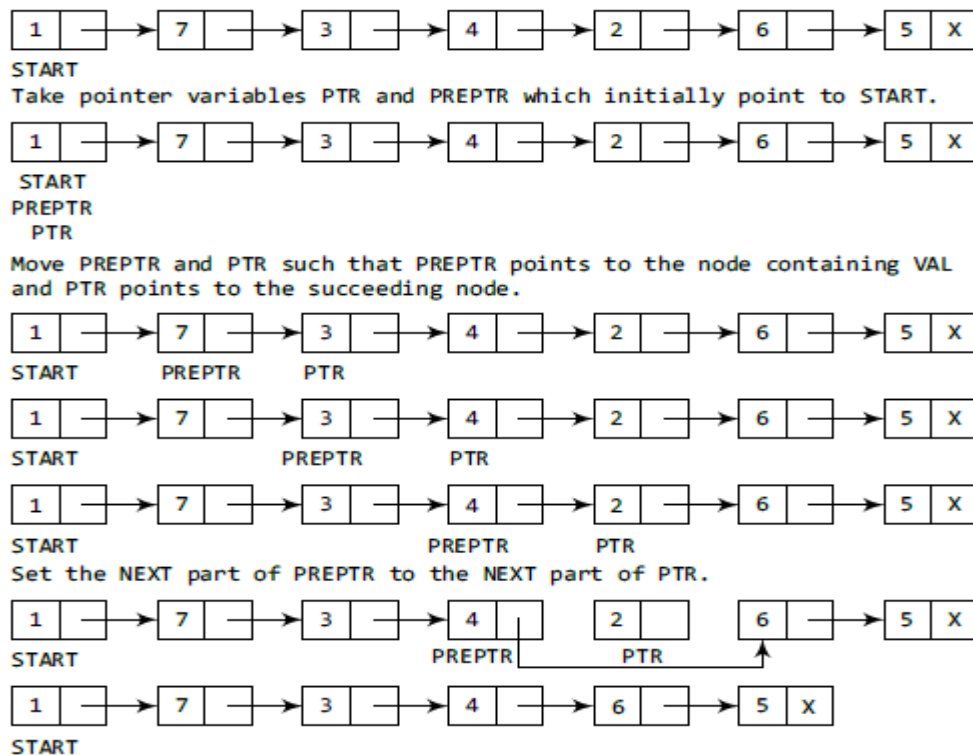 1 7 3 4 2 6 5 X
START
Take pointer variables PTR and PREPTR which initially point to START.
1 7 3 4 2 6 5 X
START
PREPTR
PTR
Move PREPTR and PTR such that PREPTR points to the node containing VAL
and PTR points to the succeeding node.
1 7 3 4 2 6 5 X
START PREPTR PTR
1 7 3 4 2 6 5 X
START PREPTR PTR
1 7 3 4 2 6 5 X
START PREPTR PTR
Set the NEXT part of PREPTR to the NEXT part of PTR.
1 7 3 4 2 6 5 X
START PREPTR PTR
1 7 3 4 6 5 X
START